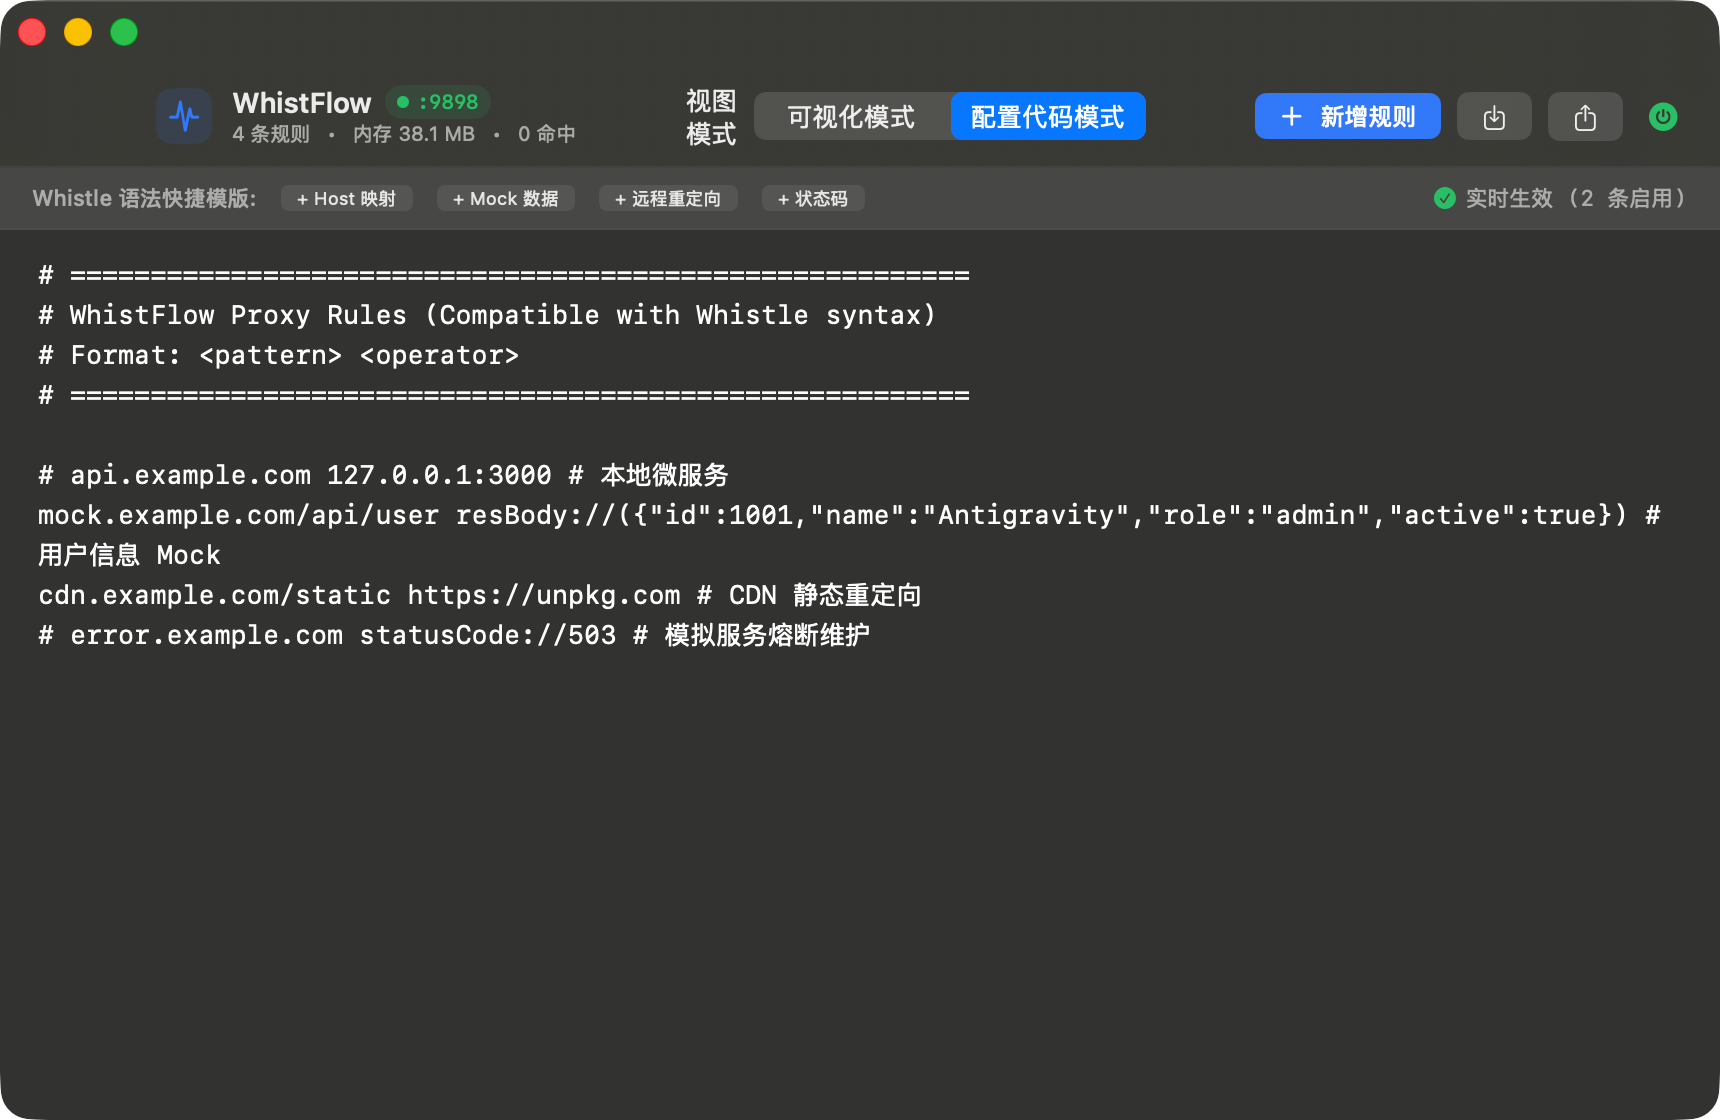 WhistFlow
:9898
4 条规则 • 内存 38.1 MB • 0 命中
视图
模式
可视化模式
配置代码模式
+ 新增规则
Whistle 语法快捷模版:
+ Host 映射
+ Mock 数据
+ 远程重定向
+ 状态码
实时生效 (2 条启用)
# ========================================================
# WhistFlow Proxy Rules (Compatible with Whistle syntax)
# Format: <pattern> <operator>
# ========================================================
# api.example.com 127.0.0.1:3000 # 本地微服务
mock.example.com/api/user resBody://({"id":1001,"name":"Antigravity","role":"admin","active":true}) #
用户信息 Mock
cdn.example.com/static https://unpkg.com # CDN 静态重定向
# error.example.com statusCode://503 # 模拟服务熔断维护